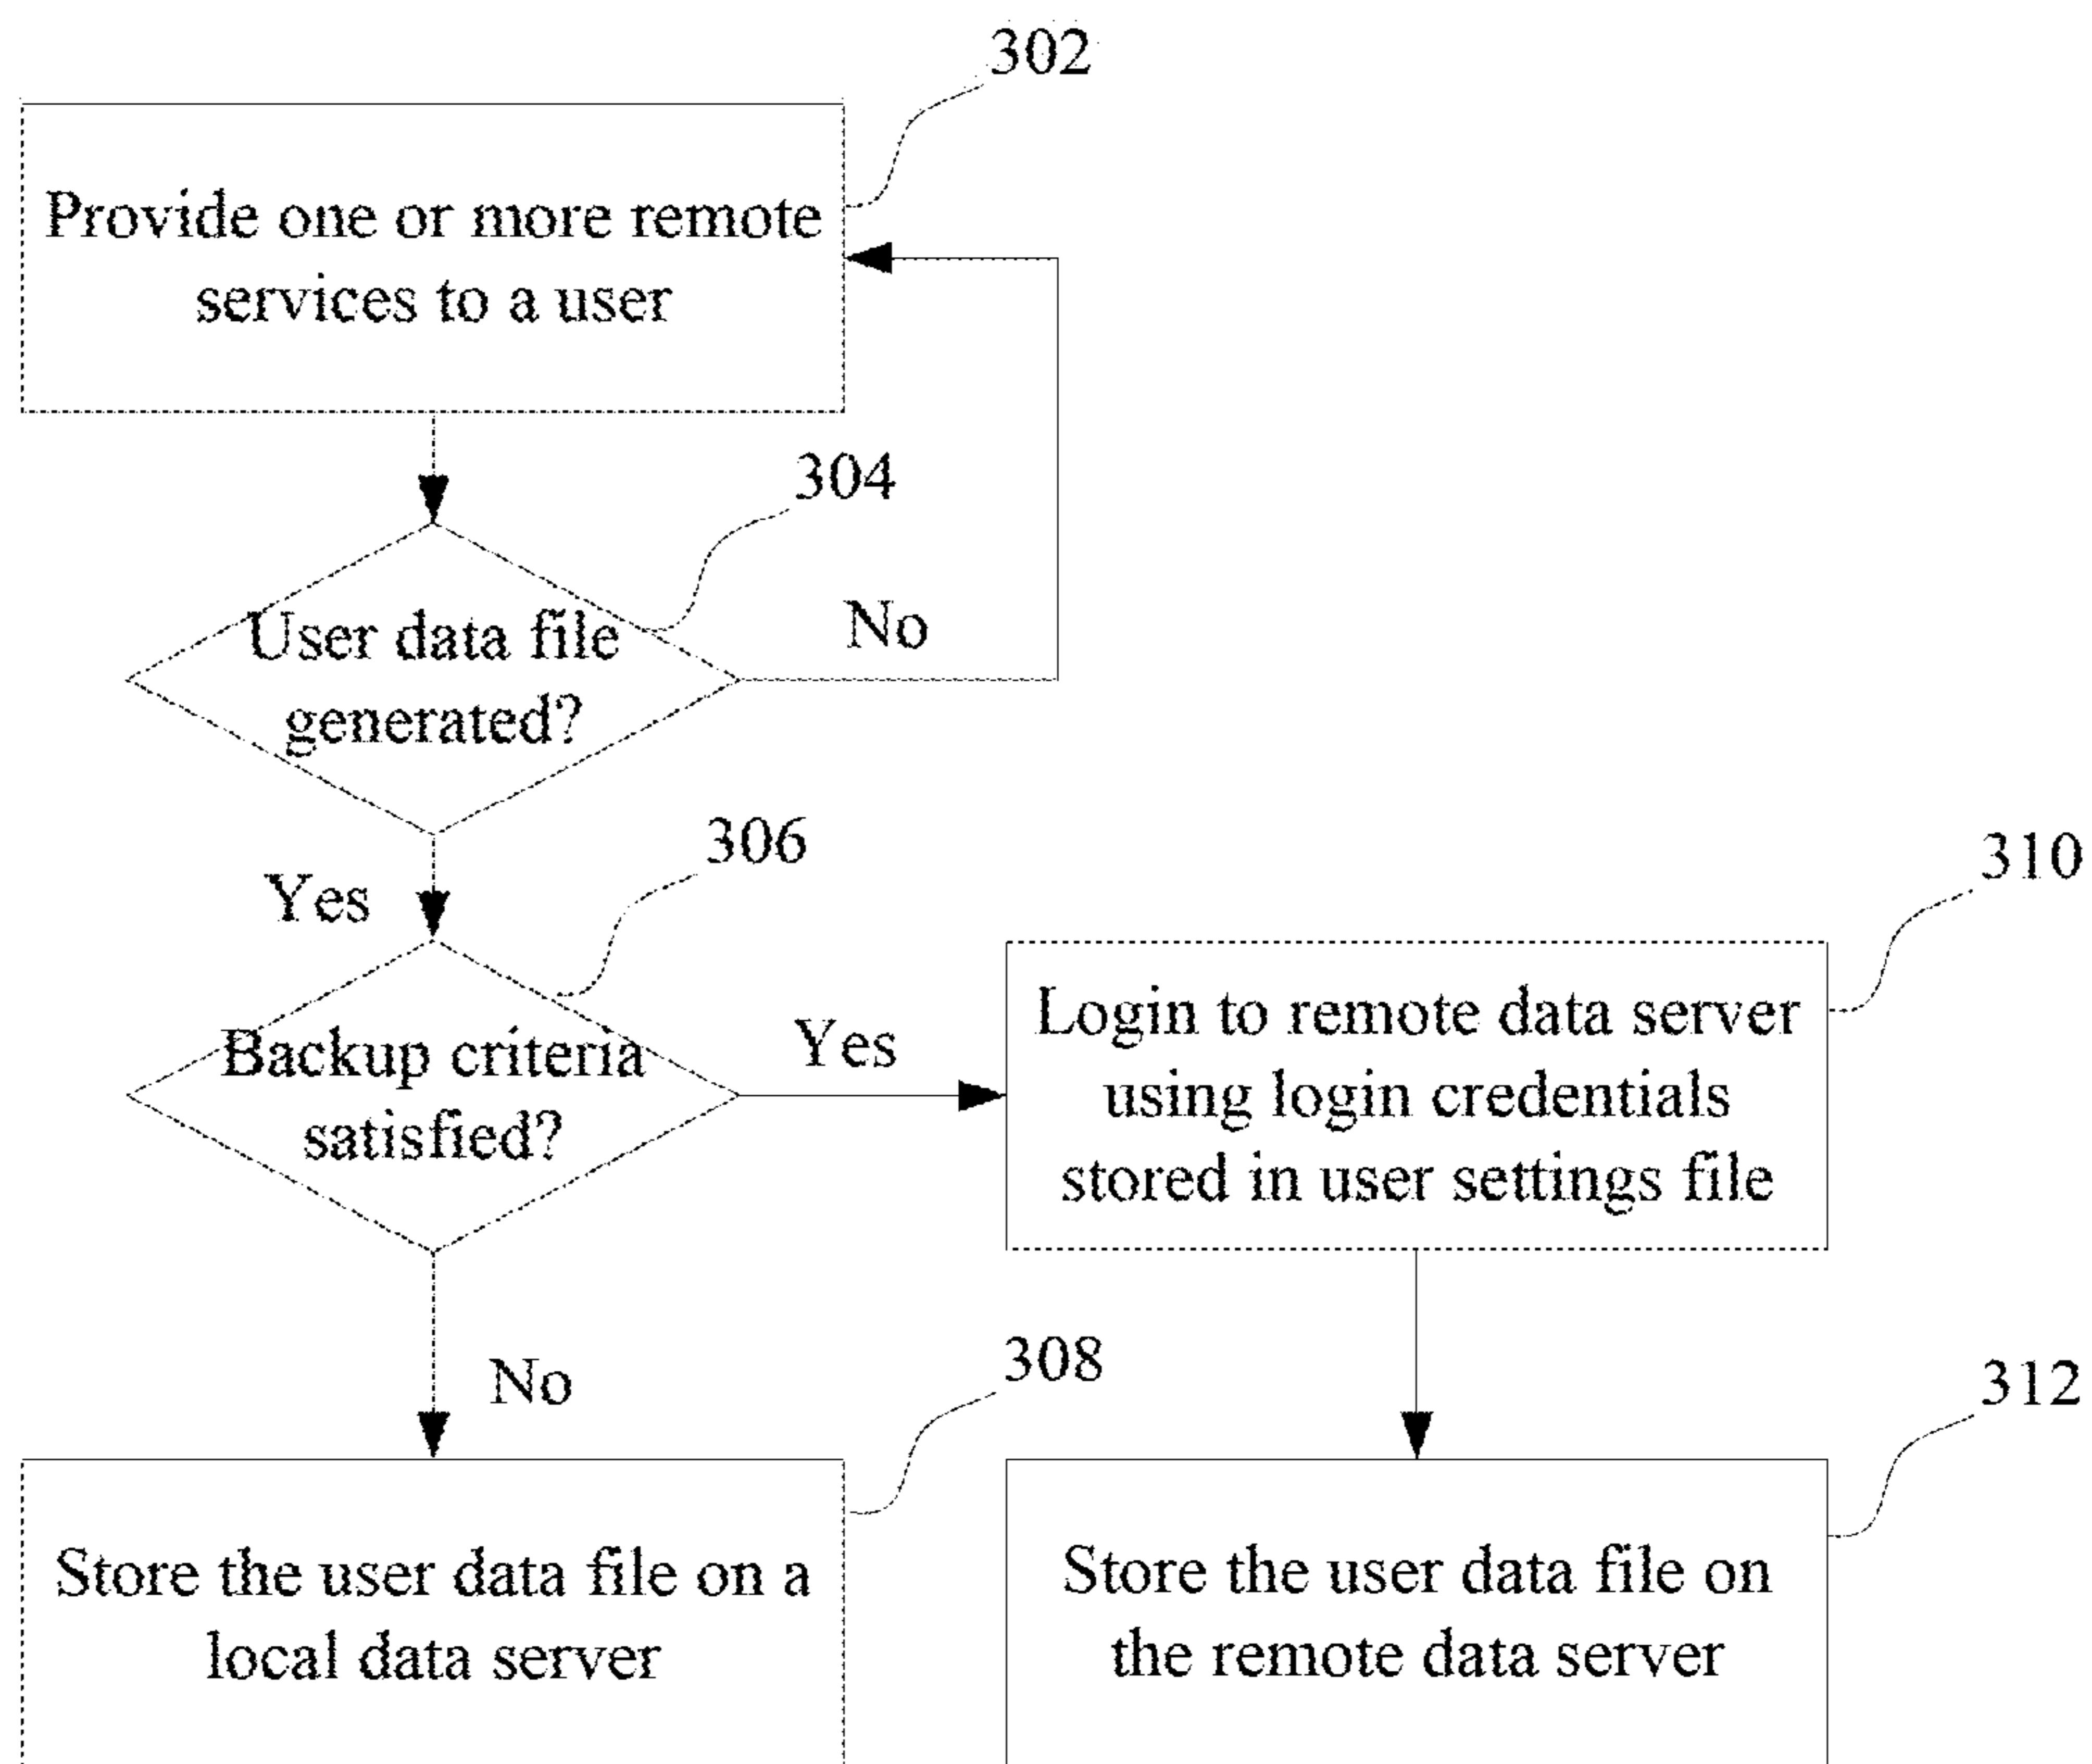 302
Provide one or more remote
services to a user
304
User data file
generated?
No
306
Yes
310
Backup criteria
satisfied?
Yes
Login to remote data server
using login credentials
stored in user settings file
No
308
312
Store the user data file on a
local data server
Store the user data file on
the remote data server